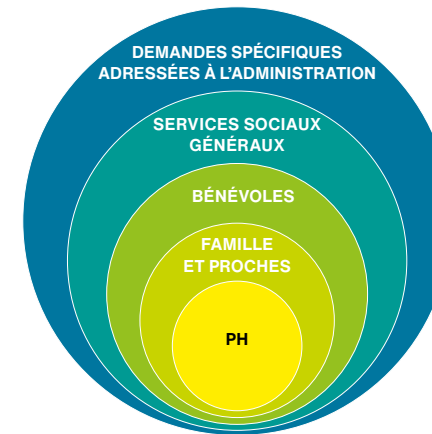 DEMANDES SPÉCIFIQUES
ADRESSÉES À L'ADMINISTRATION
SERVICES SOCIAUX
GÉNÉRAUX
BÉNÉVOLES
FAMILLE
ET PROCHES
PH